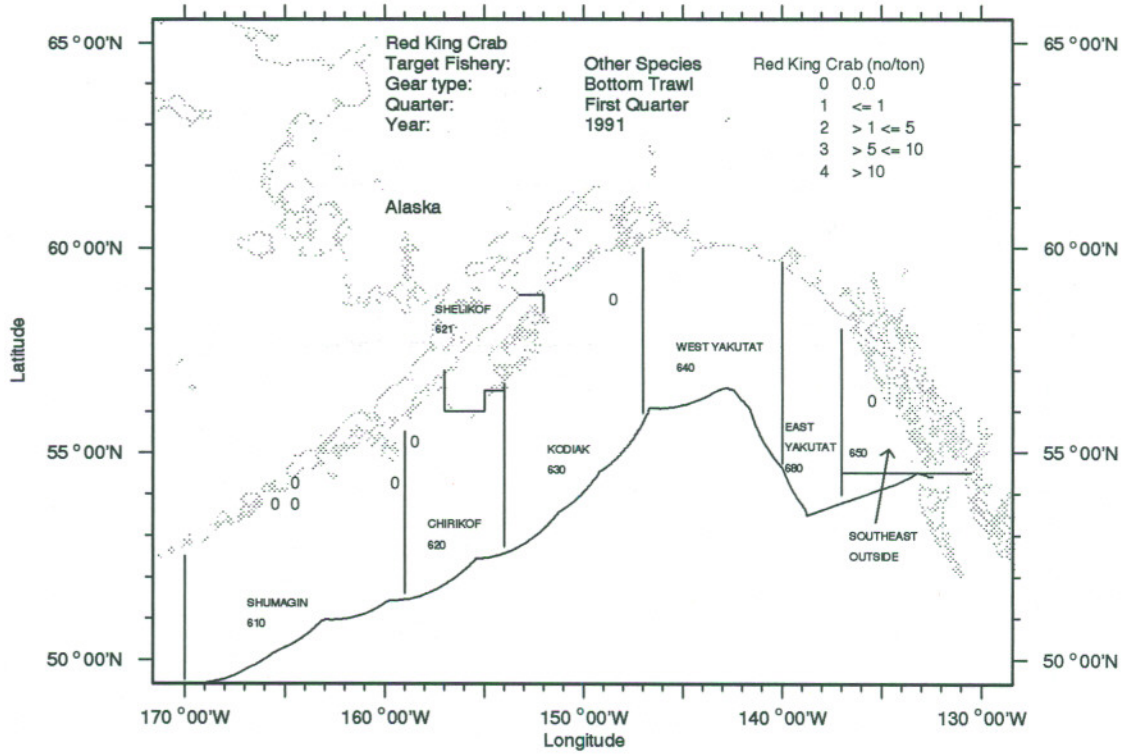 65°00'N
65°00'N
Red King Crab
Target Fishery: Other Species
Gear type: Bottom Trawl
Quarter: First Quarter
Year: 1991
Red King Crab (no/ton)
0 0.0
1 <= 1
2 > 1 <= 5
3 > 5 <= 10
4 > 10
Alaska
60°00'N
60°00'N
0
SHELIKOF
621
WEST YAKUTAT
640
0
0
EAST
YAKUTAT
680
650
KODIAK
630
55°00'N
55°00'N
0
0
0 0
CHIRIKOF
620
SOUTHEAST
OUTSIDE
SHUMAGIN
610
50°00'N
50°00'N
170°00'W
160°00'W
150°00'W
140°00'W
130°00'W
Latitude
Longitude